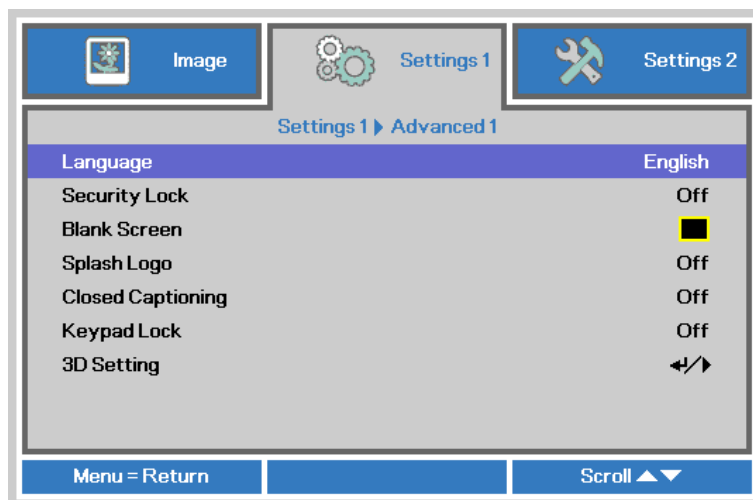 Image Settings 1 Settings 2
Settings 1 Advanced 1
Language English
Security Lock Off
Blank Screen
Splash Logo Off
Closed Captioning Off
Keypad Lock Off
3D Setting
Menu = Return Scroll